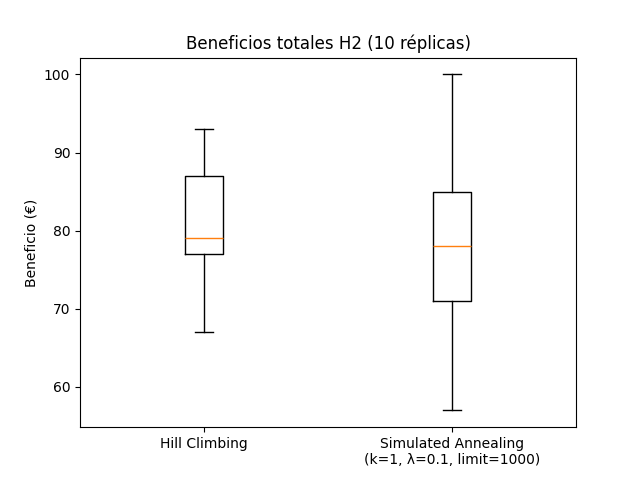 Beneficios totales H2 (10 réplicas)
Beneficio (€)
100
90
80
70
60
Hill Climbing
Simulated Annealing
(k=1, λ=0.1, limit=1000)